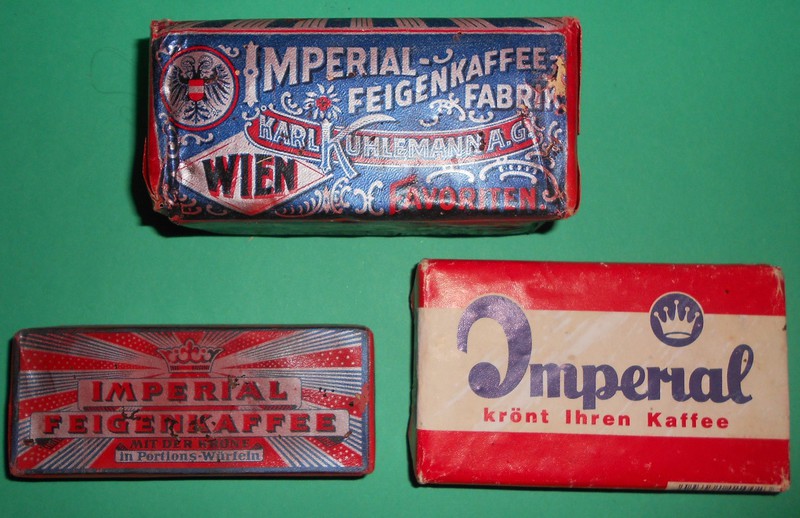 IMPERIAL-
FEIGENKAFFEE-
FABRIK
KARL KUHLEMANN A.G.
WIEN
FAVORITEN.
IMPERIAL
FEIGENKAFFEE
MIT DER KRONE
in Portions-Würfeln
Imperial
krönt Ihren Kaffee